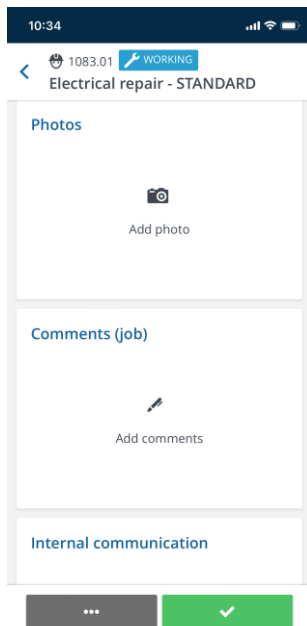 10:34
1083.01 WORKING
Electrical repair - STANDARD
Photos
Add photo
Comments (job)
Add comments
Internal communication